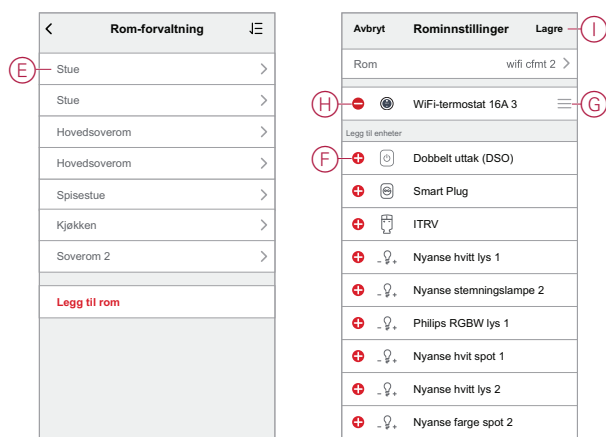 Rom-forvaltning
E
Stue
Stue
Hovedsoverom
Hovedsoverom
Spisestue
Kjøkken
Soverom 2
Legg til rom
Avbryt Rominnstillinger Lagre
I
Rom wifi cfmt 2
H
WiFi-termostat 16A 3
G
Legg til enheter
F
Dobbelt uttak (DSO)
Smart Plug
ITRV
Nyanse hvitt lys 1
Nyanse stemningslampe 2
Philips RGBW lys 1
Nyanse hvit spot 1
Nyanse hvitt lys 2
Nyanse farge spot 2